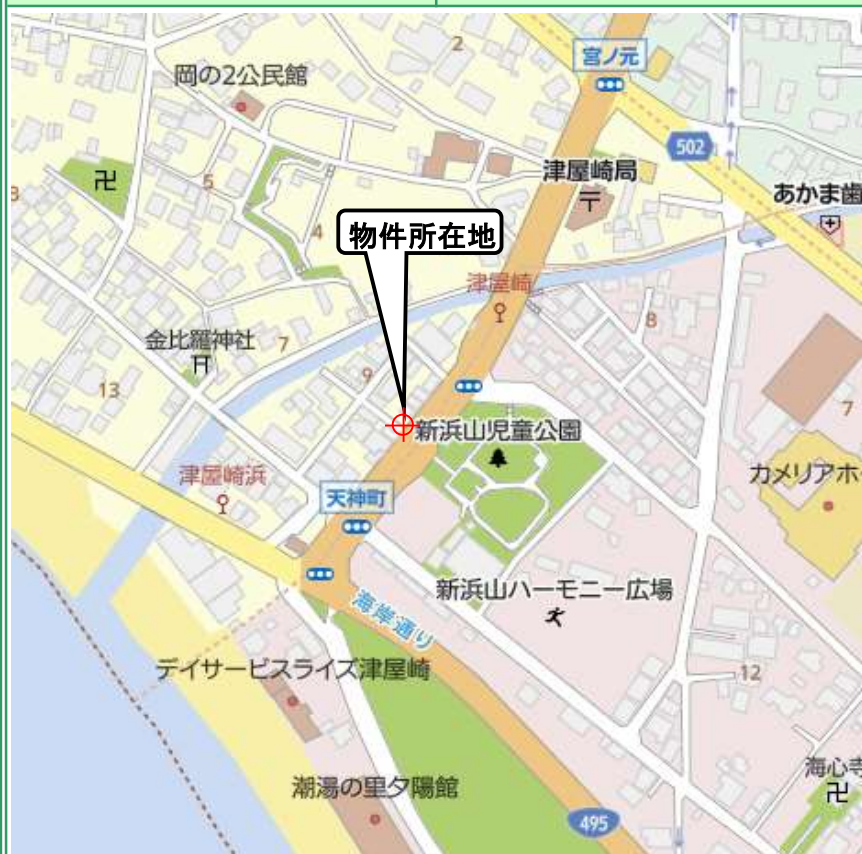 2
宮ノ元
岡の2公民館
502
津屋崎局
卍
5
3
あかま歯
4
物件所在地
津屋崎
8
金比羅神社
7
9
13
7
新浜山児童公園
津屋崎浜
カメリアホ
天神町
新浜山ハーモニー広場
海岸通り
デイサービスライズ津屋崎
12
潮湯の里夕陽館
海心寺
卍
495